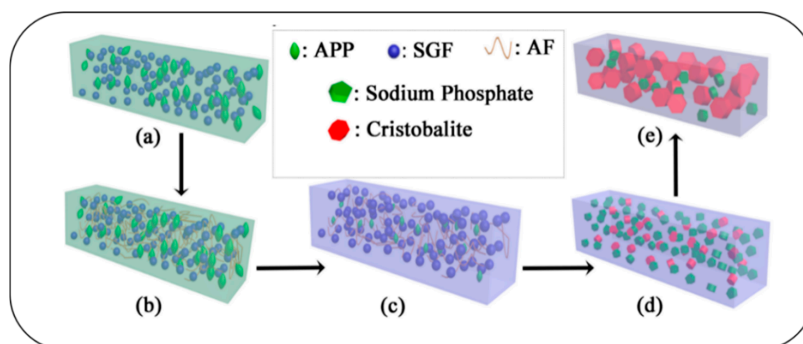 : APP : SGF : AF
: Sodium Phosphate
: Cristobalite
(a)
(e)
(b)
(c)
(d)